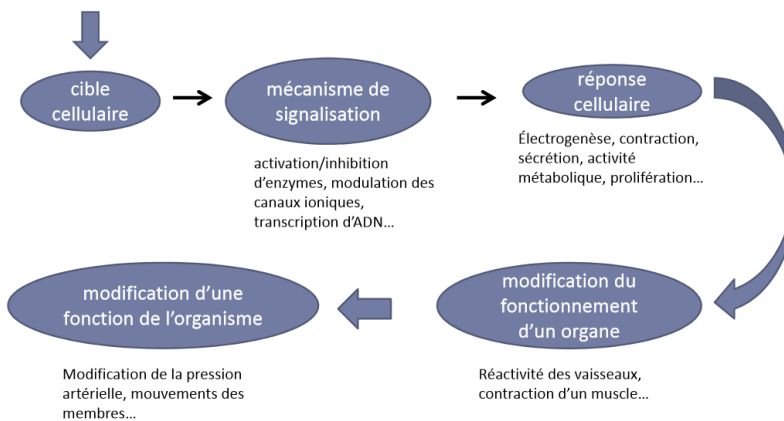 cible
cellulaire
mécanisme de
signalisation
réponse
cellulaire
activation/inhibition
d’enzymes, modulation des
canaux ioniques,
transcription d’ADN…
Électrogenèse, contraction,
sécrétion, activité
métabolique, prolifération…
modification du
fonctionnement
d’un organe
Réactivité des vaisseaux,
contraction d’un muscle…
modification d’une
fonction de l’organisme
Modification de la pression
artérielle, mouvements des
membres…